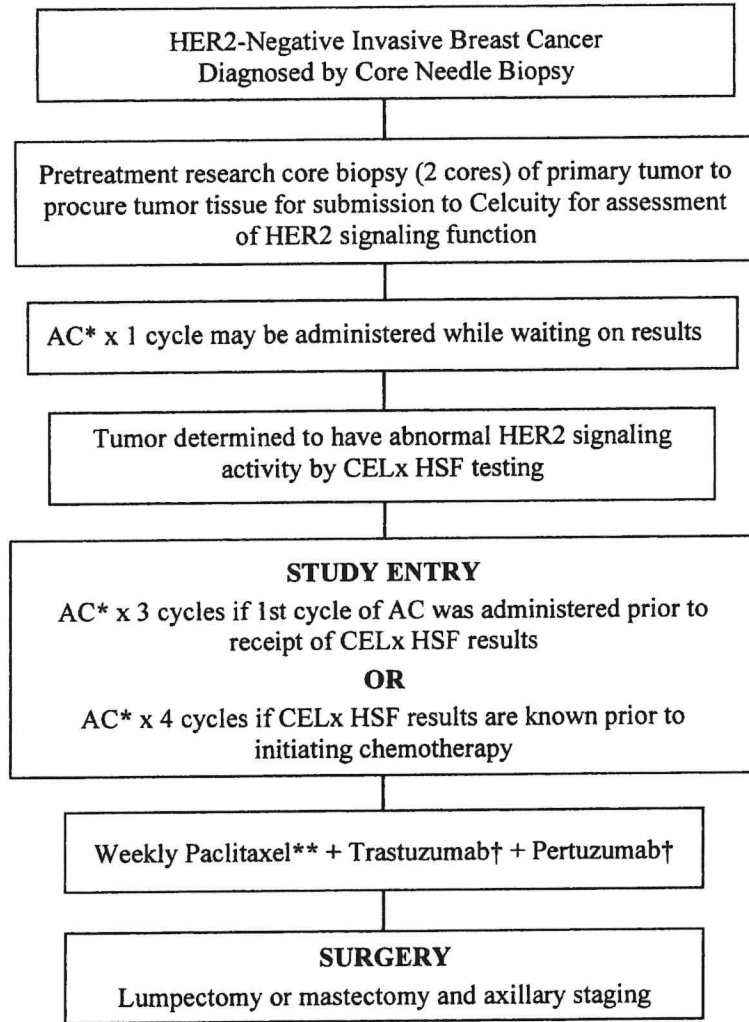 HER2-Negative Invasive Breast Cancer
Diagnosed by Core Needle Biopsy
Pretreatment research core biopsy (2 cores) of primary tumor to
procure tumor tissue for submission to Celcuity for assessment
of HER2 signaling function
AC* x 1 cycle may be administered while waiting on results
Tumor determined to have abnormal HER2 signaling
activity by CELx HSF testing
STUDY ENTRY
AC* x 3 cycles if 1st cycle of AC was administered prior to
receipt of CELx HSF results
OR
AC* x 4 cycles if CELx HSF results are known prior to
initiating chemotherapy
Weekly Paclitaxel** + Trastuzumab† + Pertuzumab†
SURGERY
Lumpectomy or mastectomy and axillary staging